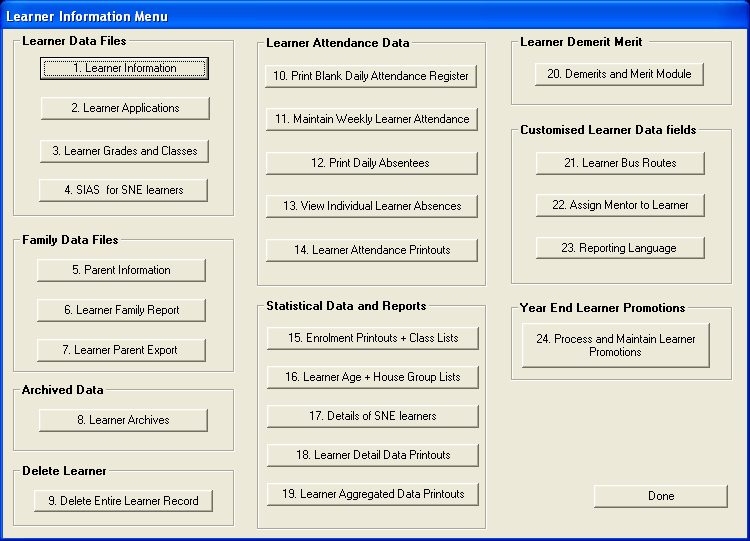 Learner Information Menu
Learner Data Files
1. Learner Information
2. Learner Applications
3. Learner Grades and Classes
4. SIAS for SNE learners
Family Data Files
5. Parent Information
6. Learner Family Report
7. Learner Parent Export
Archived Data
8. Learner Archives
Delete Learner
9. Delete Entire Learner Record
Learner Attendance Data
10. Print Blank Daily Attendance Register
11. Maintain Weekly Learner Attendance
12. Print Daily Absentees
13. View Individual Learner Absences
14. Learner Attendance Printouts
Statistical Data and Reports
15. Enrolment Printouts + Class Lists
16. Learner Age + House Group Lists
17. Details of SNE learners
18. Learner Detail Data Printouts
19. Learner Aggregated Data Printouts
Learner Demerit Merit
20. Demerits and Merit Module
Customised Learner Data fields
21. Learner Bus Routes
22. Assign Mentor to Learner
23. Reporting Language
Year End Learner Promotions
24. Process and Maintain Learner
Promotions
Done